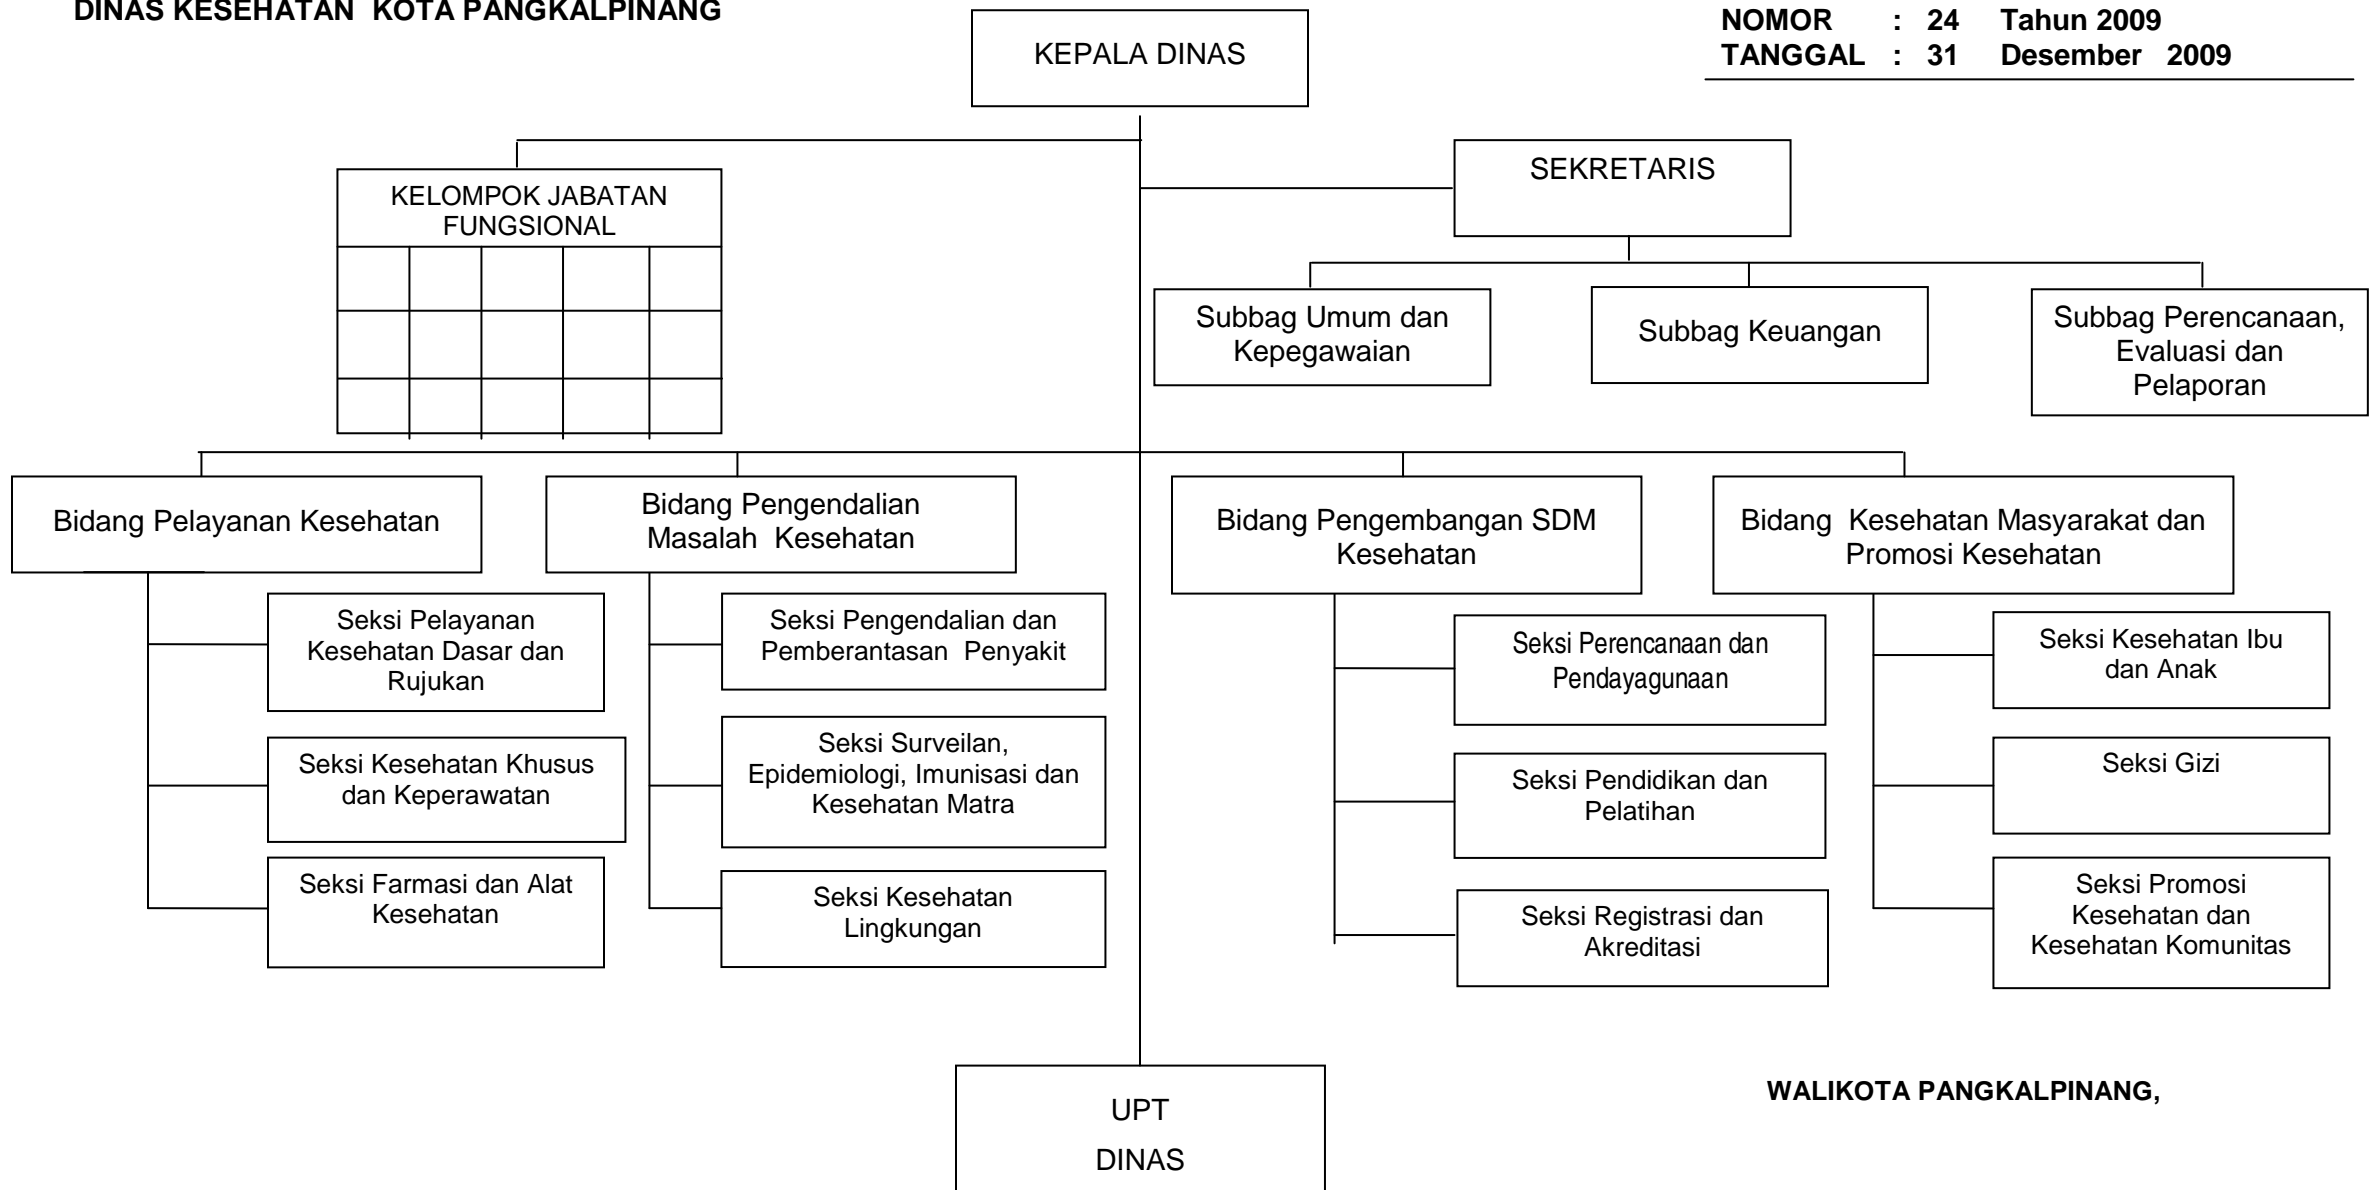 DINAS KESEHATAN KOTA PANGKALPINANG
NOMOR : 24 Tahun 2009
TANGGAL : 31 Desember 2009
KEPALA DINAS
KELOMPOK JABATAN
FUNGSIONAL
SEKRETARIS
Subbag Umum dan
Kepegawaian
Subbag Keuangan
Subbag Perencanaan,
Evaluasi dan
Pelaporan
Bidang Pelayanan Kesehatan
Bidang Pengendalian
Masalah Kesehatan
Bidang Pengembangan SDM
Kesehatan
Bidang Kesehatan Masyarakat dan
Promosi Kesehatan
Seksi Pelayanan
Kesehatan Dasar dan
Rujukan
Seksi Kesehatan Khusus
dan Keperawatan
Seksi Farmasi dan Alat
Kesehatan
Seksi Pengendalian dan
Pemberantasan Penyakit
Seksi Surveilan,
Epidemiologi, Imunisasi dan
Kesehatan Matra
Seksi Kesehatan
Lingkungan
Seksi Perencanaan dan
Pendayagunaan
Seksi Pendidikan dan
Pelatihan
Seksi Registrasi dan
Akreditasi
Seksi Kesehatan Ibu
dan Anak
Seksi Gizi
Seksi Promosi
Kesehatan dan
Kesehatan Komunitas
UPT
DINAS
WALIKOTA PANGKALPINANG,